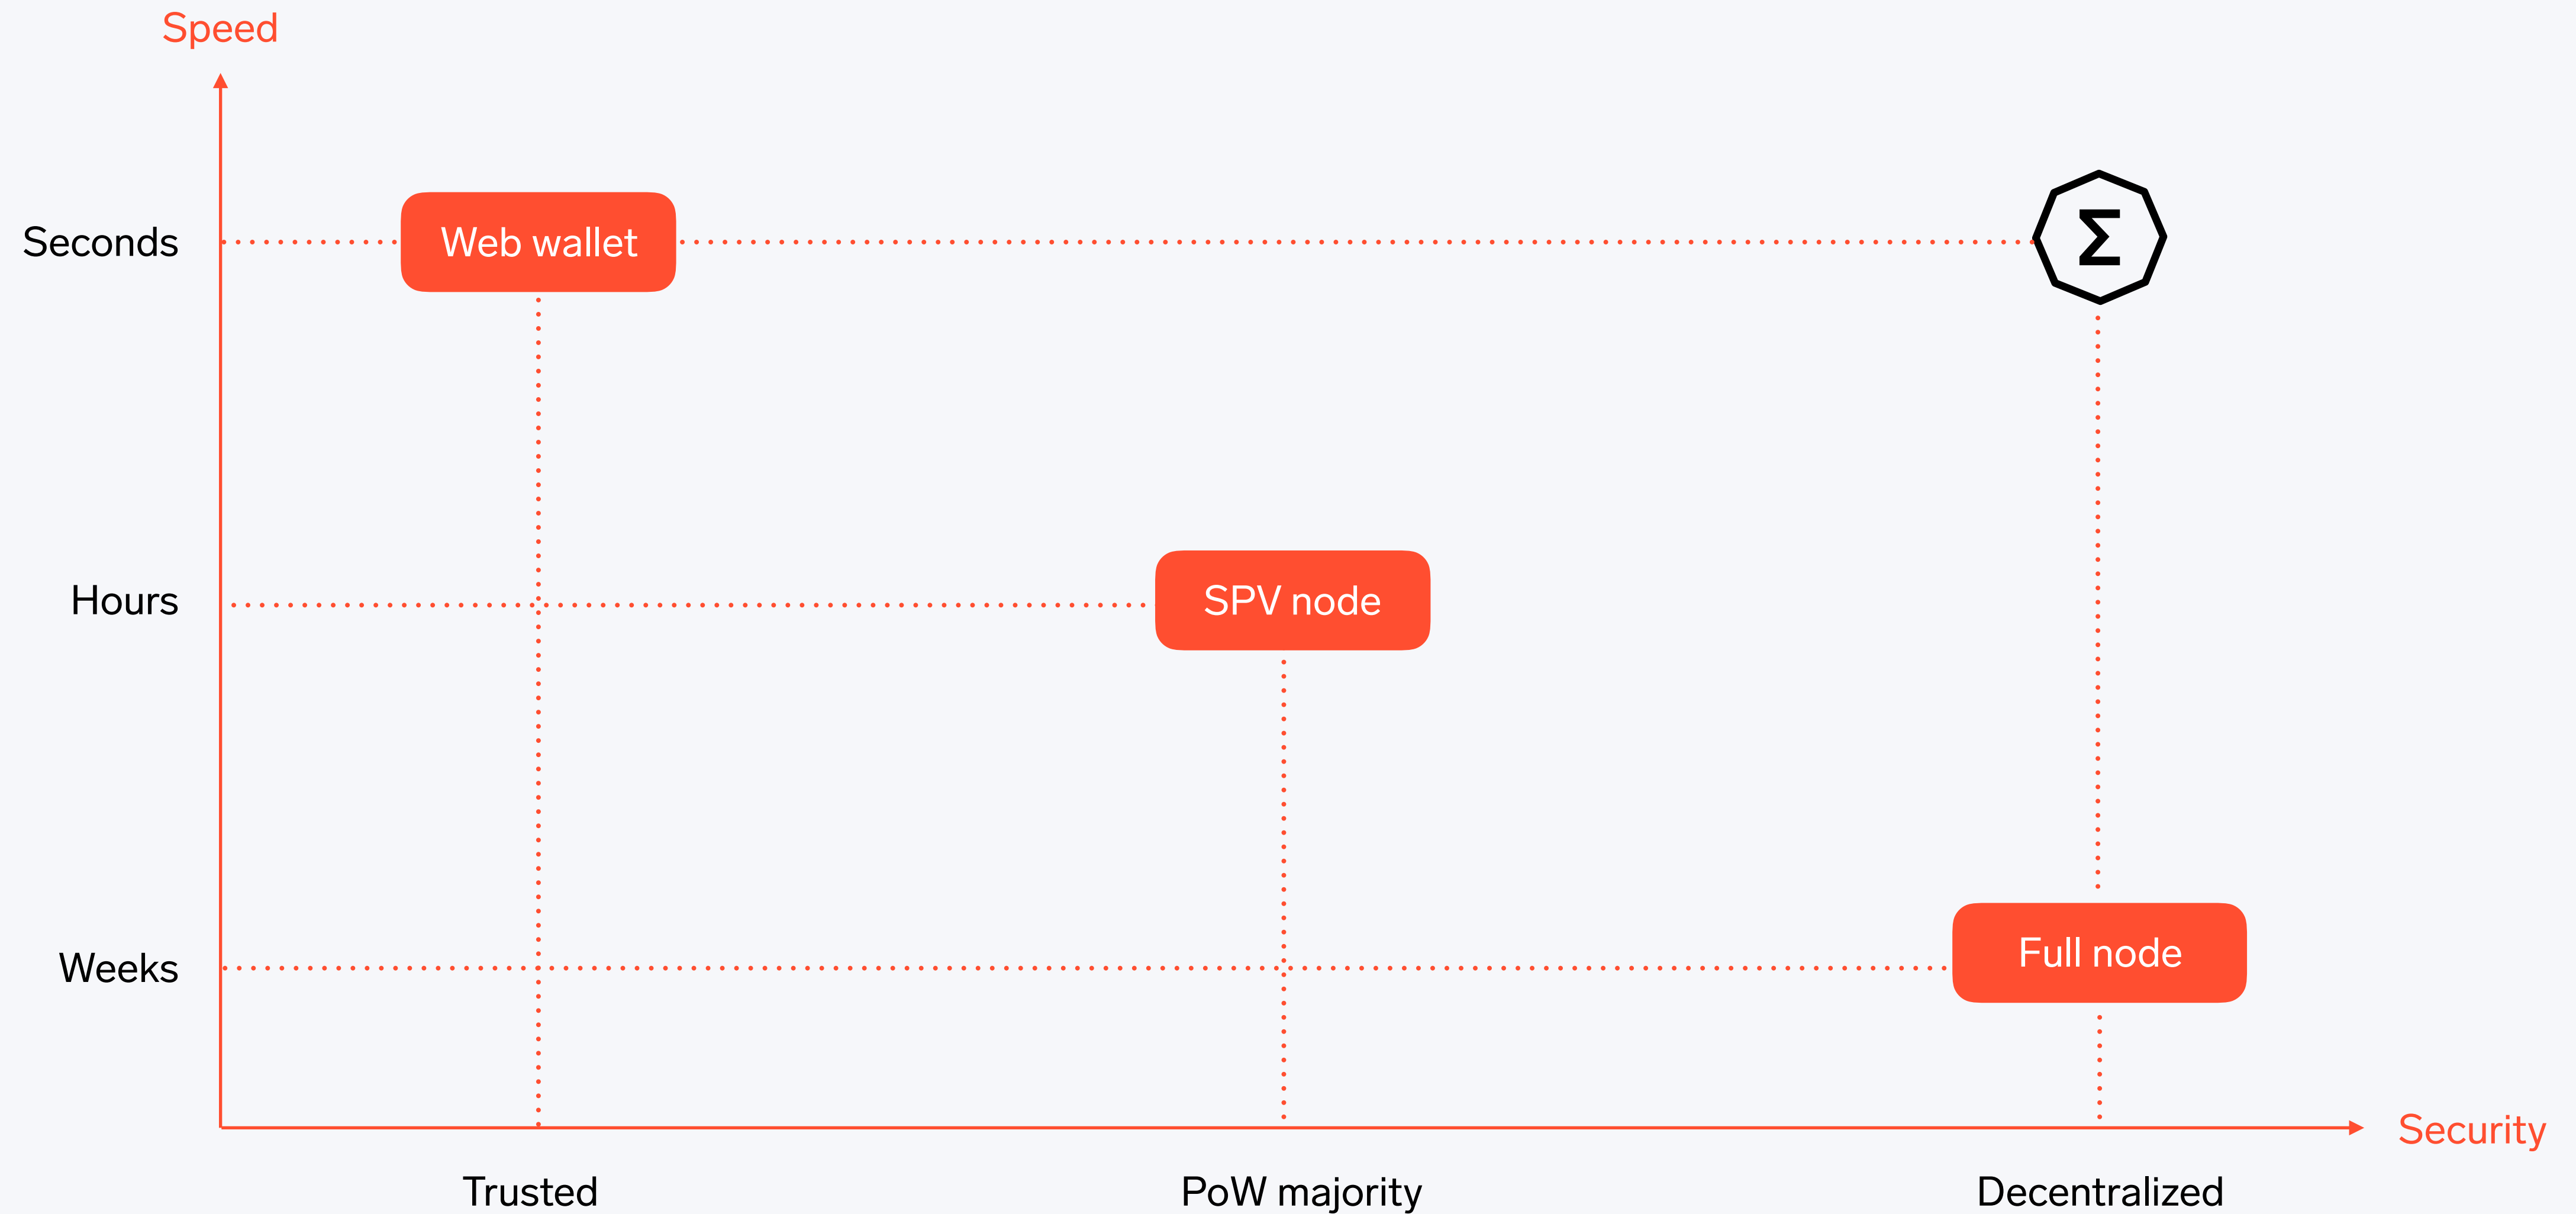 Speed
Seconds
Web wallet
Σ
Hours
SPV node
Weeks
Full node
Security
Trusted
PoW majority
Decentralized